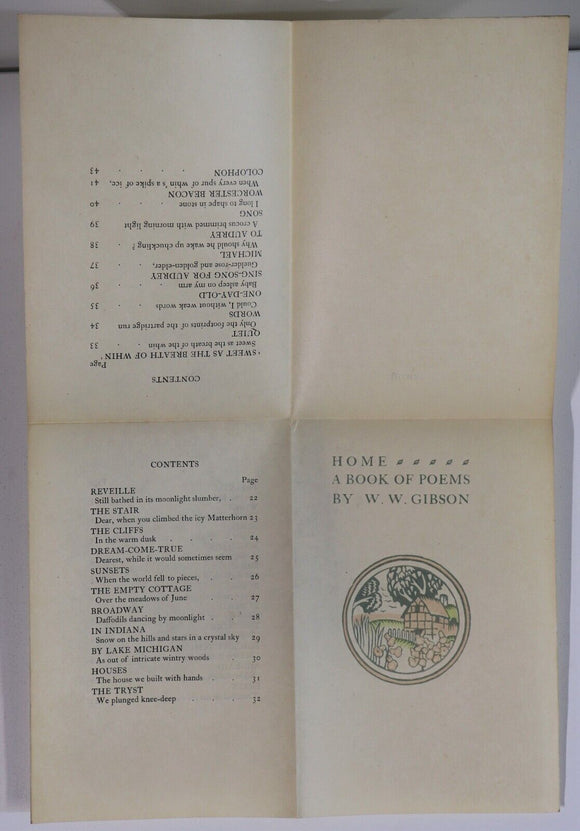 CONTENTS
Page
REVEILLE
Still bathed in its moonlight slumber, . 22
THE STAIR
Dear, when you climbed the icy Matterhorn 23
THE CLIFFS
In the warm dusk . . . . 24
DREAM-COME-TRUE
Dearest, while it would sometimes seem 25
SUNSETS
When the world fell to pieces, . . 26
THE EMPTY COTTAGE
Over the meadows of June . . 27
BROADWAY
Daffodils dancing by moonlight . . 28
IN INDIANA
Snow on the hills and stars in a crystal sky 29
BY LAKE MICHIGAN
As out of intricate wintry woods . 30
HOUSES
The house we built with hands . . 31
THE TRYST
We plunged knee-deep . . . 32
HOME
A BOOK OF POEMS
BY W. W. GIBSON
CONTENTS
Page
'SWEET AS THE BREATH OF WHIN'
Sweet as the breath of the whin . 33
QUIET
Only the footprints of the partridge run 34
WORDS
Could I, without weak words . . 35
ONE-DAY-OLD
Baby asleep on my arm . . . 36
SING-SONG FOR AUDREY
Guelder-rose and golden-elder, . . 37
MICHAEL
Why should he wake up chuckling? . 38
TO AUDREY
A crocus brimmed with morning light 39
SONG
I long to shape in stone . . . 40
WORCESTER BEACON
When every spur of whin's a spike of ice, 41
COLOPHON . . . . 43